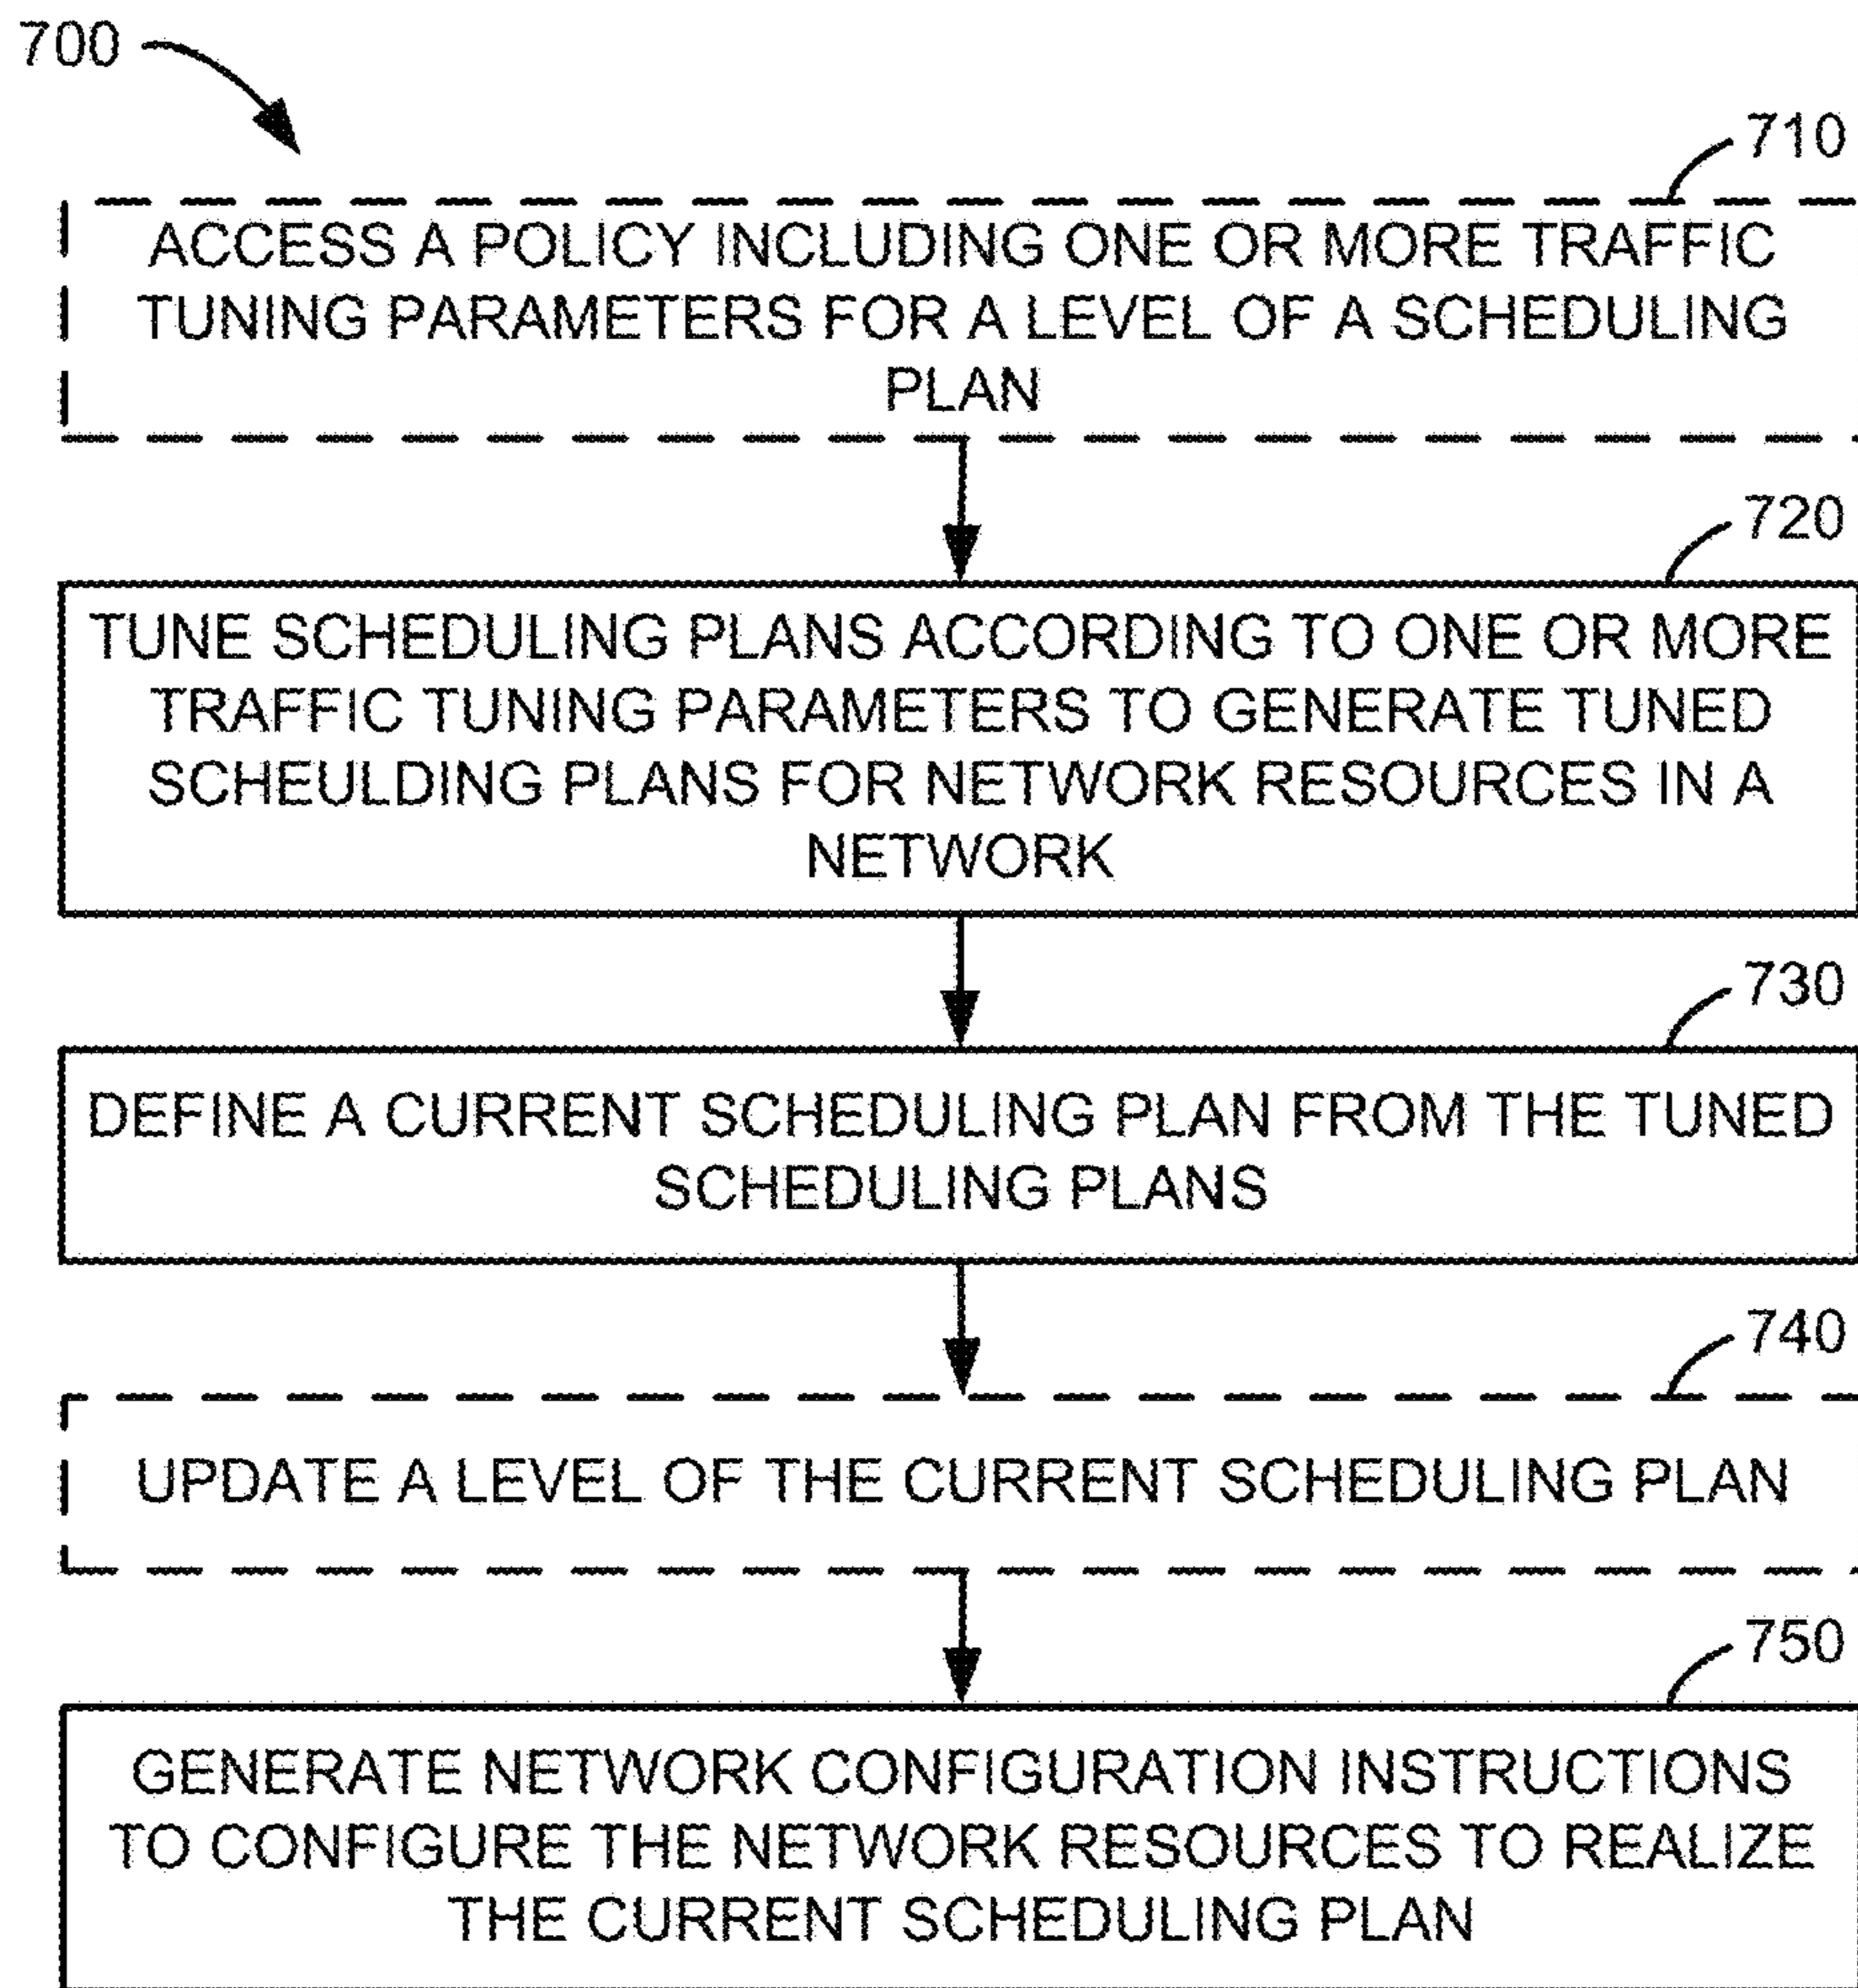 700
710
ACCESS A POLICY INCLUDING ONE OR MORE TRAFFIC
TUNING PARAMETERS FOR A LEVEL OF A SCHEDULING
PLAN
720
TUNE SCHEDULING PLANS ACCORDING TO ONE OR MORE
TRAFFIC TUNING PARAMETERS TO GENERATE TUNED
SCHEULDING PLANS FOR NETWORK RESOURCES IN A
NETWORK
730
DEFINE A CURRENT SCHEDULING PLAN FROM THE TUNED
SCHEDULING PLANS
740
UPDATE A LEVEL OF THE CURRENT SCHEDULING PLAN
750
GENERATE NETWORK CONFIGURATION INSTRUCTIONS
TO CONFIGURE THE NETWORK RESOURCES TO REALIZE
THE CURRENT SCHEDULING PLAN